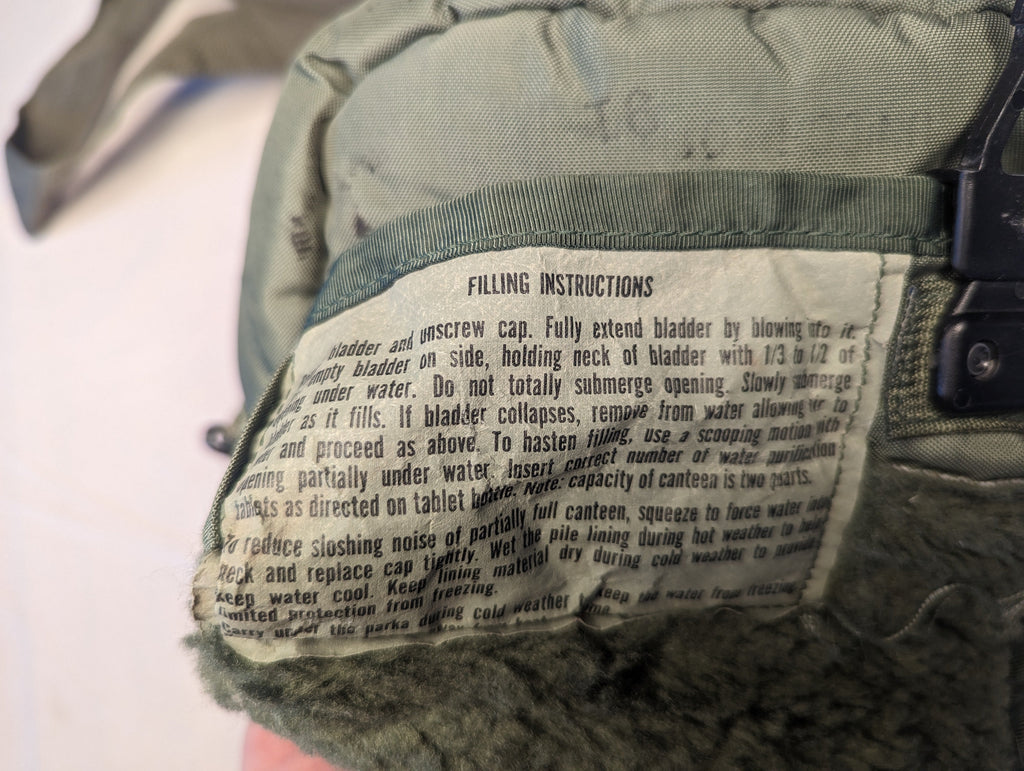 16
FILLING INSTRUCTIONS
bladder and unscrew cap. Fully extend bladder by blowing into it.
empty bladder on side, holding neck of bladder with 1/3 to 1/2 of
under water. Do not totally submerge opening. Slowly submerge
as it fills. If bladder collapses, remove from water allowing air to
and proceed as above. To hasten filling, use a scooping motion with
opening partially under water. Insert correct number of water purification
tablets as directed on tablet bottle. Note: capacity of canteen is two quarts.
To reduce sloshing noise of partially full canteen, squeeze to force water into
neck and replace cap tightly. Wet the pile lining during hot weather to help
keep water cool. Keep lining material dry during cold weather to provide
limited protection from freezing.
Carry under the parka during cold weather keep the water from freezing.